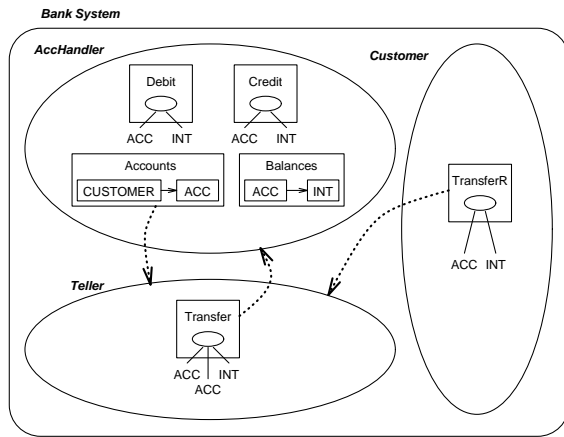 Bank System
AccHandler
Customer
Debit
Credit
ACC INT
ACC INT
Accounts
Balances
CUSTOMER ACC
ACC INT
TransferR
ACC INT
Teller
Transfer
ACC INT
ACC